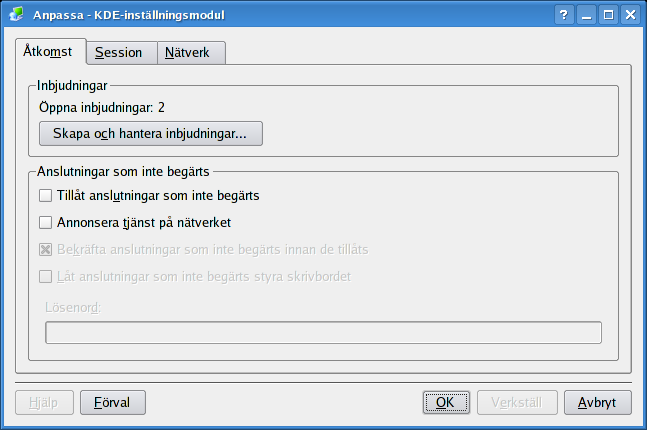 Anpassa - KDE-inställningsmodul
Åtkomst Session Nätverk
Inbjudningar
Öppna inbjudningar: 2
Skapa och hantera inbjudningar...
Anslutningar som inte begärts
Tillåt anslutningar som inte begärts
Annonsera tjänst på nätverket
Bekräfta anslutningar som inte begärts innan de tillåts
Låt anslutningar som inte begärts styra skrivbordet
Lösenord:
Hjälp Förval OK Verkställ Avbryt